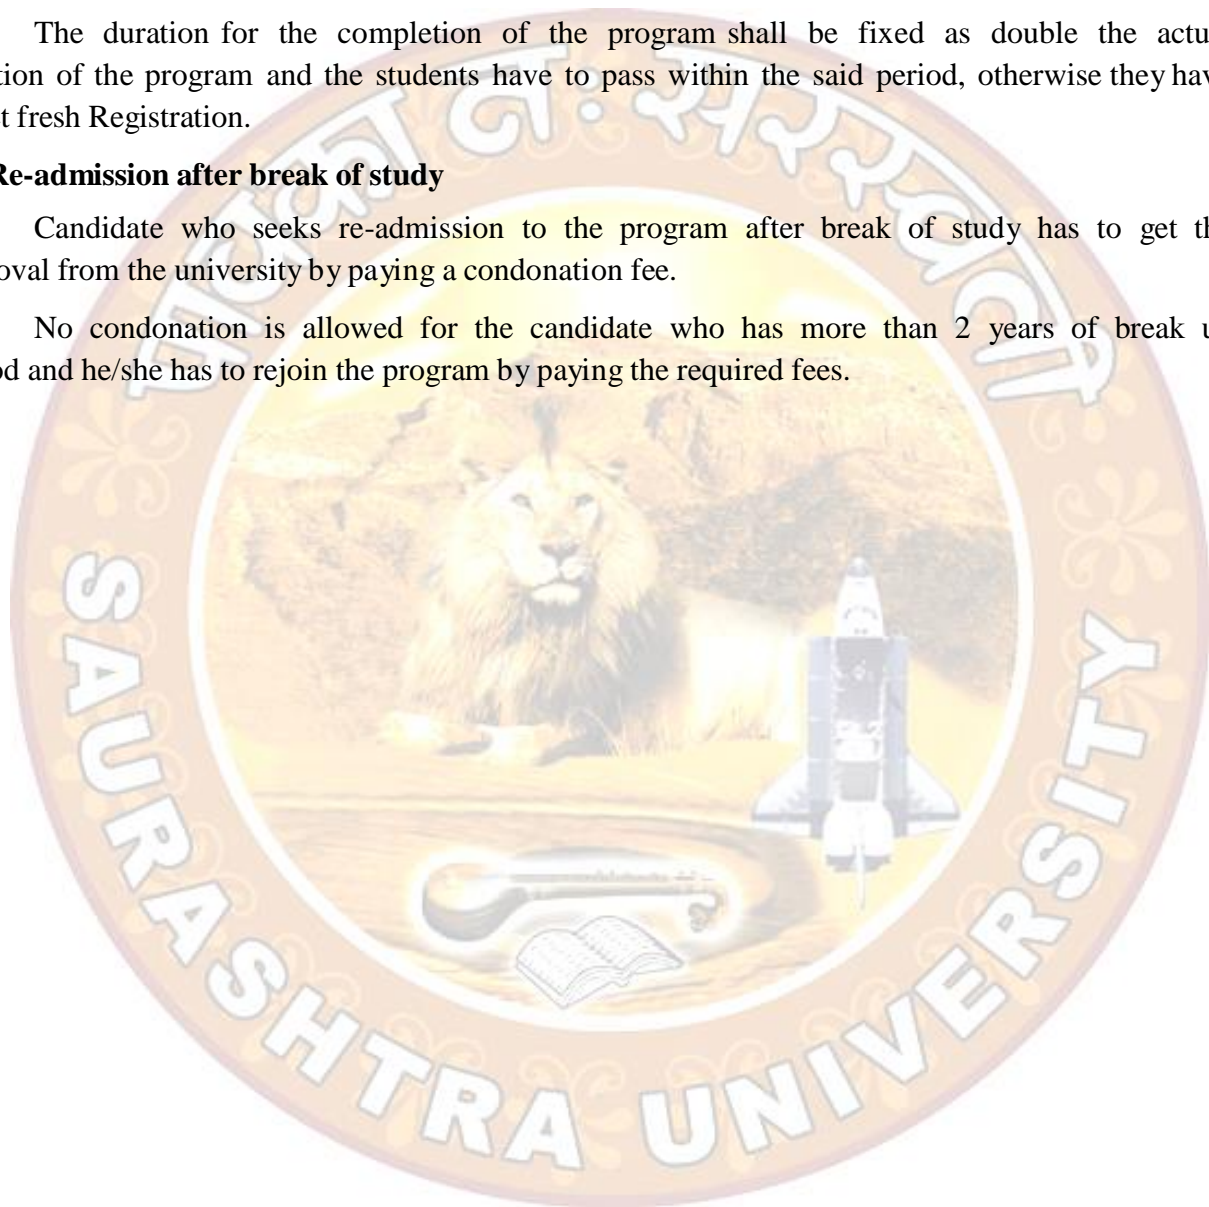 The duration for the completion of the program shall be fixed as double the actu
tion of the program and the students have to pass within the said period, otherwise they hav
t fresh Registration.
Re-admission after break of study
Candidate who seeks re-admission to the program after break of study has to get th
oval from the university by paying a condonation fee.
No condonation is allowed for the candidate who has more than 2 years of break u
od and he/she has to rejoin the program by paying the required fees.
पावका नः सरस्वती
SAURASHTRA UNIVERSITY